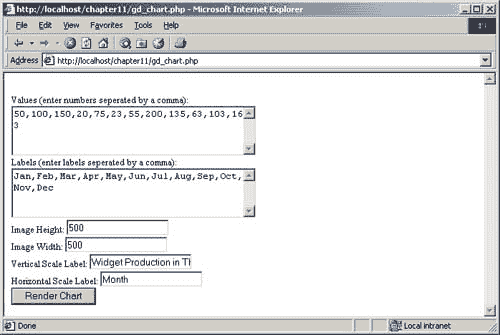 http://localhost/chapter11/gd_chart.php - Microsoft Internet Explorer
File Edit View Favorites Tools Help
Address http://localhost/chapter11/gd_chart.php
Values (enter numbers seperated by a comma):
50,100,150,20,75,23,55,200,135,63,103,16
3
Labels (enter labels seperated by a comma):
Jan,Feb,Mar,Apr,May,Jun,Jul,Aug,Sep,Oct,
Nov,Dec
Image Height: 500
Image Width: 500
Vertical Scale Label: Widget Production in Th
Horizontal Scale Label: Month
Render Chart
Done Local intranet